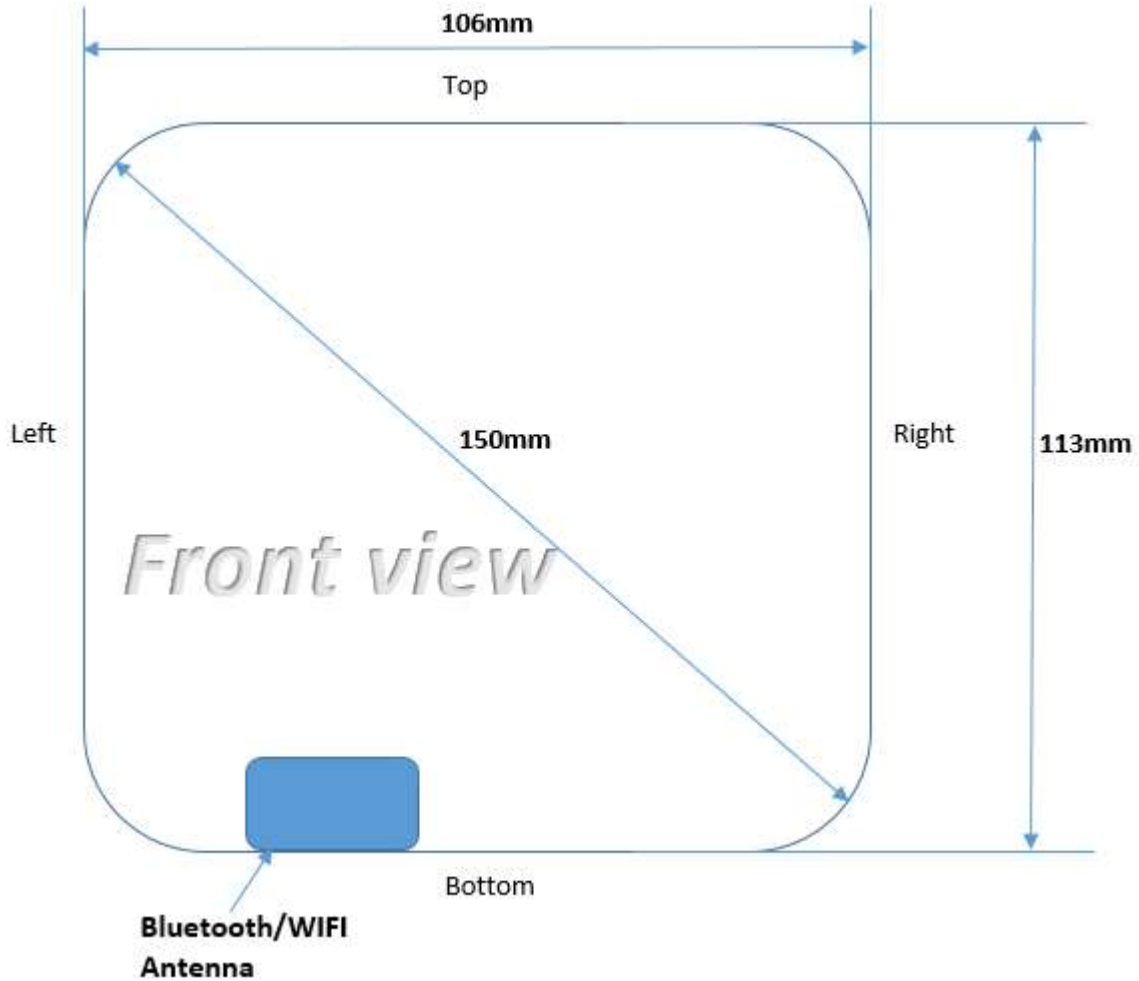 106mm
Top
Left
150mm
Right
113mm
Front view
Bottom
Bluetooth/WIFI
Antenna